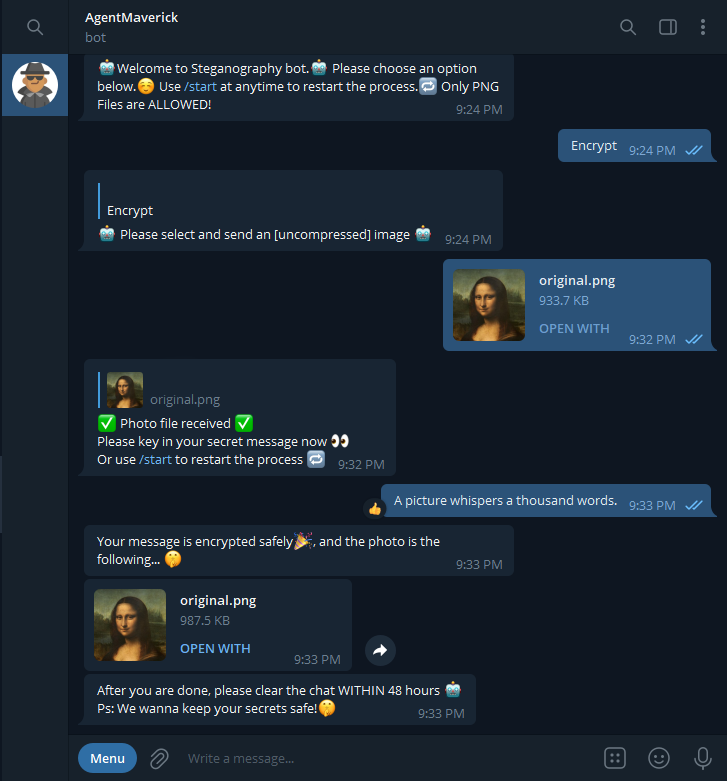 AgentMaverick
bot
🤖Welcome to Steganography bot.🤖 Please choose an option
below.☺️ Use /start at anytime to restart the process.🔁 Only PNG
Files are ALLOWED!
9:24 PM
Encrypt 9:24 PM
Encrypt
🤖 Please select and send an [uncompressed] image 🤖 9:24 PM
original.png
933.7 KB
OPEN WITH
9:32 PM
original.png
✅ Photo file received ✅
Please key in your secret message now 👀
Or use /start to restart the process 🔁 9:32 PM
A picture whispers a thousand words. 9:33 PM
👍
Your message is encrypted safely🎉, and the photo is the
following... 🤫 9:33 PM
original.png
987.5 KB
OPEN WITH
9:33 PM
After you are done, please clear the chat WITHIN 48 hours 🤖
Ps: We wanna keep your secrets safe!🤫 9:33 PM
Menu Write a message...